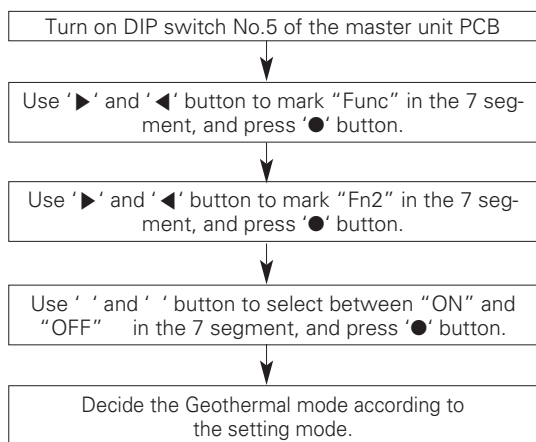 Turn on DIP switch No.5 of the master unit PCB
Use ‘▶‘ and ‘◀‘ button to mark “Func” in the 7 seg-
ment, and press ‘●‘ button.
Use ‘▶‘ and ‘◀‘ button to mark “Fn2” in the 7 seg-
ment, and press ‘●‘ button.
Use ‘ ‘ and ‘ ‘ button to select between “ON” and
“OFF” in the 7 segment, and press ‘●‘ button.
Decide the Geothermal mode according to
the setting mode.